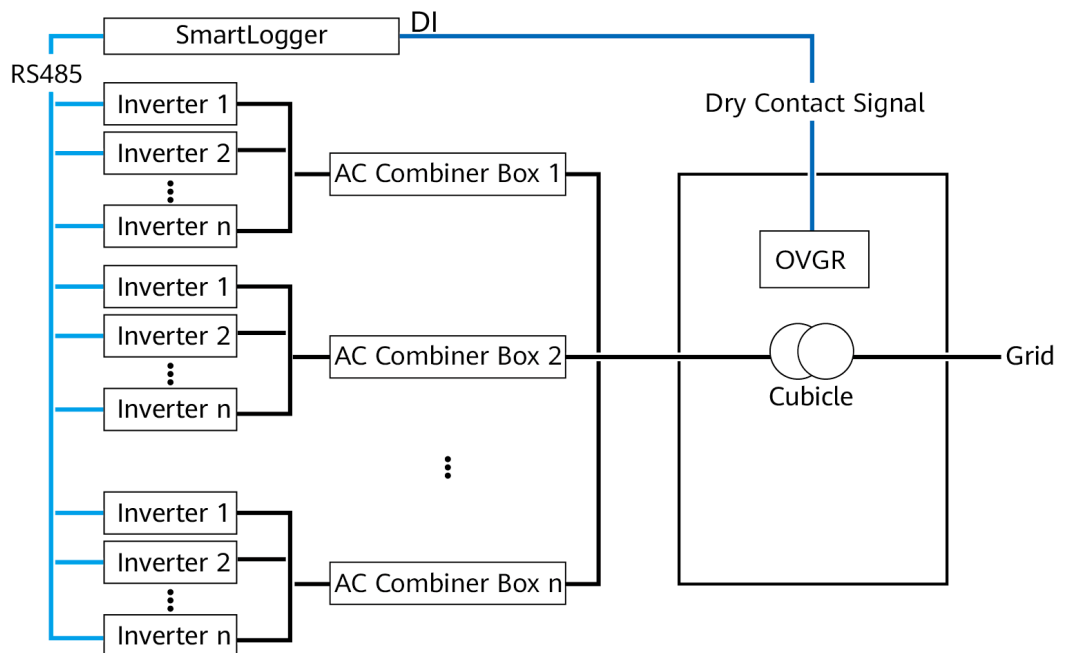 SmartLogger
DI
RS485
Dry Contact Signal
Inverter 1
Inverter 2
Inverter n
AC Combiner Box 1
OVGR
Inverter 1
Inverter 2
Inverter n
AC Combiner Box 2
Grid
Cubicle
Inverter 1
Inverter 2
Inverter n
AC Combiner Box n